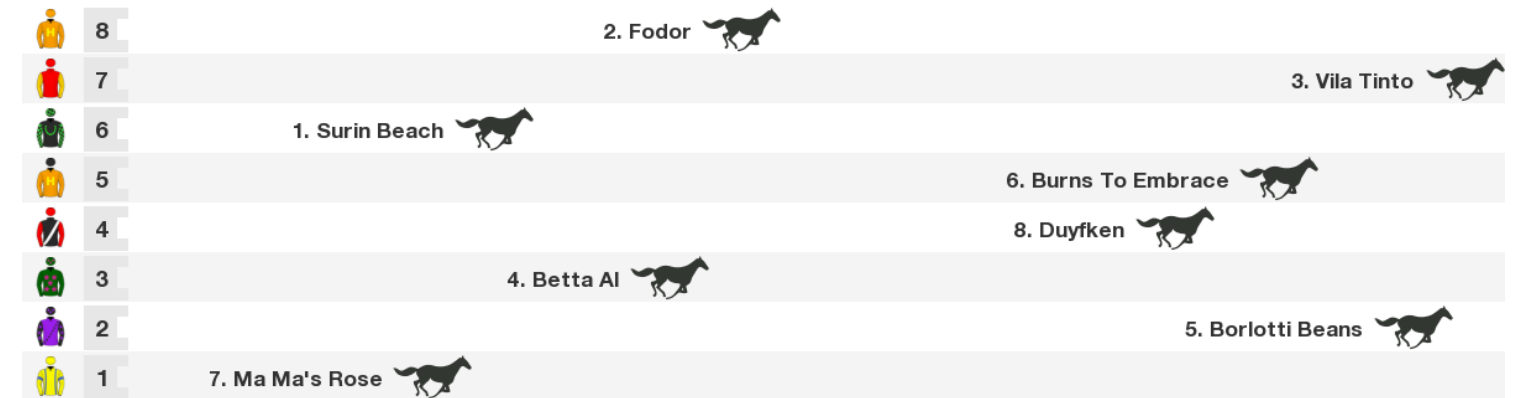 8 2. Fodor
7 3. Vila Tinto
6 1. Surin Beach
5 6. Burns To Embrace
4 8. Duyfken
3 4. Betta Al
2 5. Borlotti Beans
1 7. Ma Ma's Rose